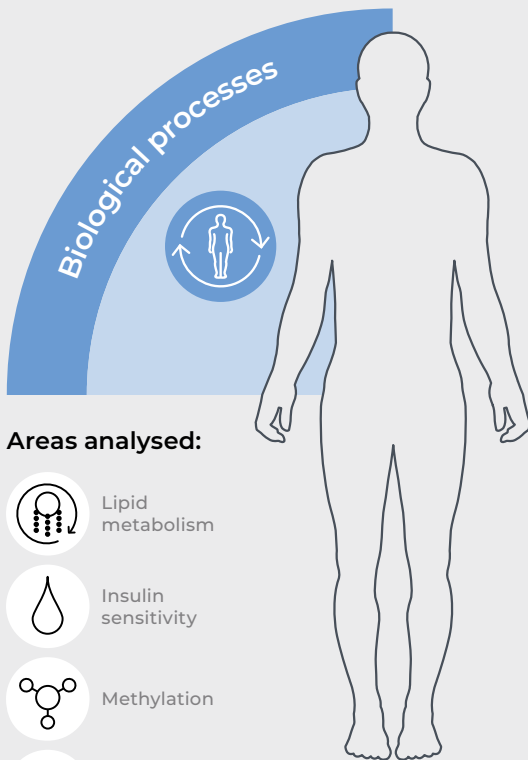 Biological processes
Areas analysed:
Lipid
metabolism
Insulin
sensitivity
Methylation